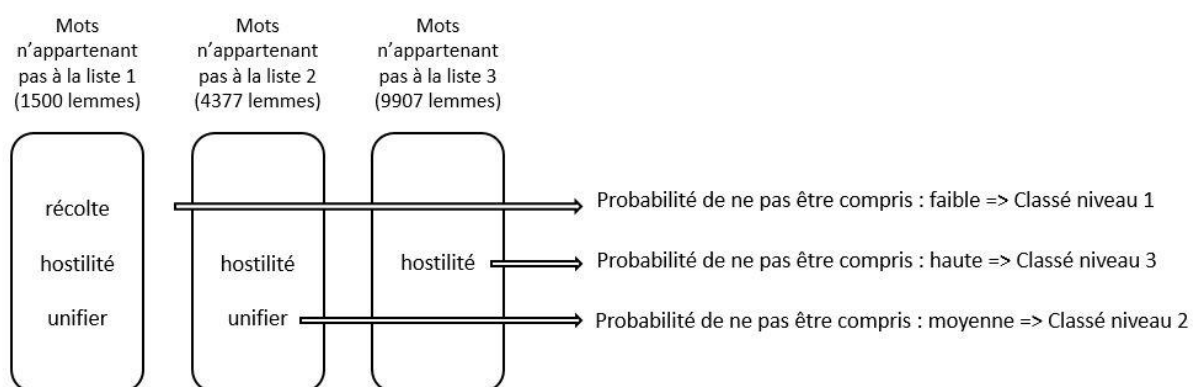 Mots
n’appartenant
pas à la liste 1
(1500 lemmes)
Mots
n’appartenant
pas à la liste 2
(4377 lemmes)
Mots
n’appartenant
pas à la liste 3
(9907 lemmes)
récolte
Probabilité de ne pas être compris : faible => Classé niveau 1
hostilité
hostilité
hostilité
Probabilité de ne pas être compris : haute => Classé niveau 3
unifier
unifier
Probabilité de ne pas être compris : moyenne => Classé niveau 2